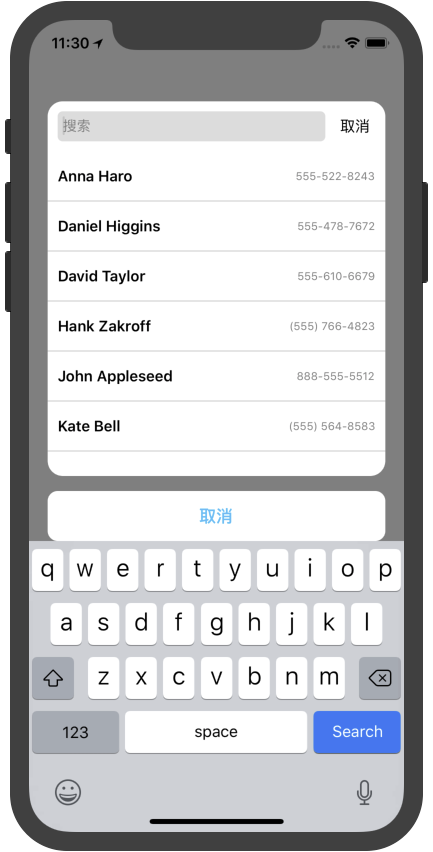 11:30
搜索 取消
Anna Haro 555-522-8243
Daniel Higgins 555-478-7672
David Taylor 555-610-6679
Hank Zakroff (555) 766-4823
John Appleseed 888-555-5512
Kate Bell (555) 564-8583
取消
q w e r t y u i o p
a s d f g h j k l
z x c v b n m
123 space Search